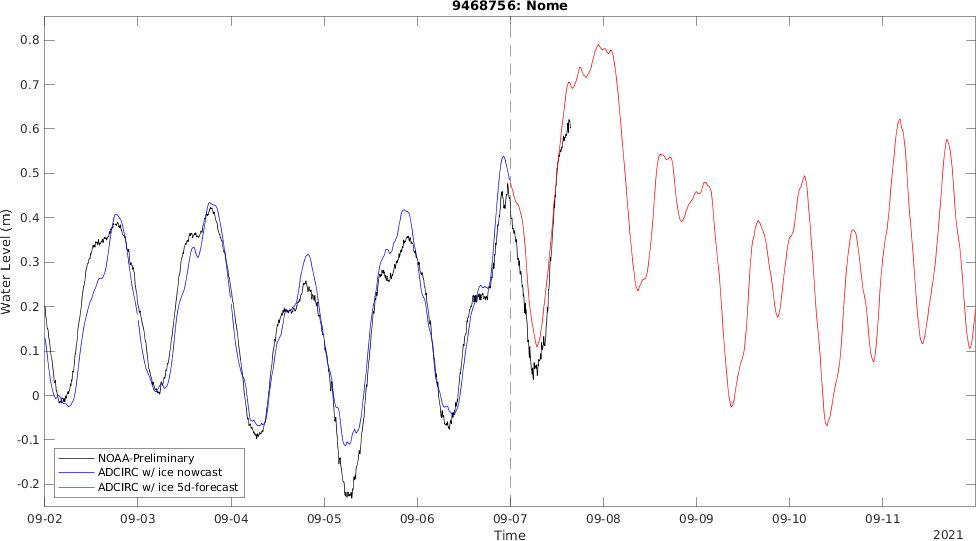 9468756: Nome
0.8
0.7
0.6
0.5
0.4
0.3
0.2
0.1
0
-0.1
-0.2
Water Level (m)
NOAA-Preliminary
ADCIRC w/ ice nowcast
ADCIRC w/ ice 5d-forecast
09-02 09-03 09-04 09-05 09-06 09-07 09-08 09-09 09-10 09-11
Time
2021